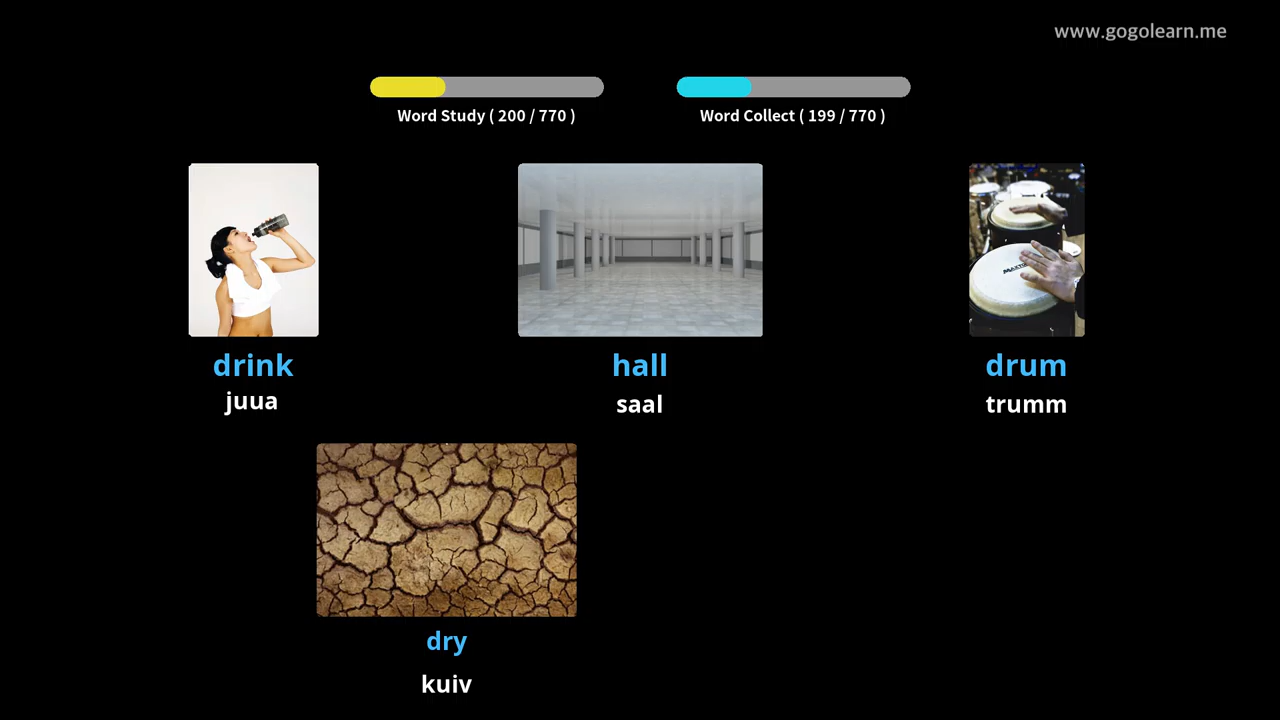 www.gogolearn.me
Word Study ( 200 / 770 )
Word Collect ( 199 / 770 )
drink
juua
hall
saal
drum
trumm
dry
kuiv